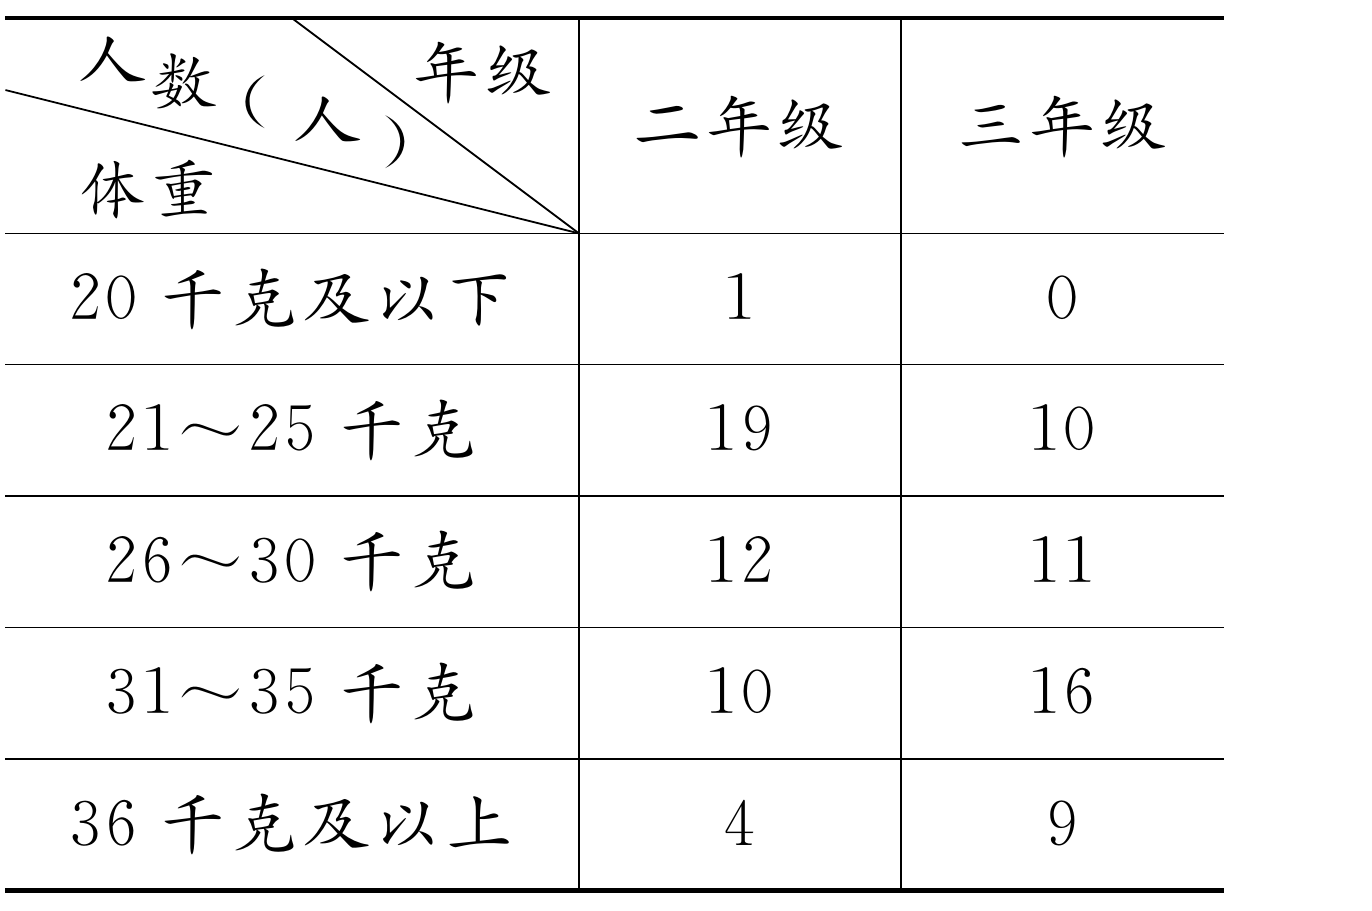 人数（人） 年级
体重
二年级 三年级
20 千克及以下 1 0
21～25 千克 19 10
26～30 千克 12 11
31～35 千克 10 16
36 千克及以上 4 9